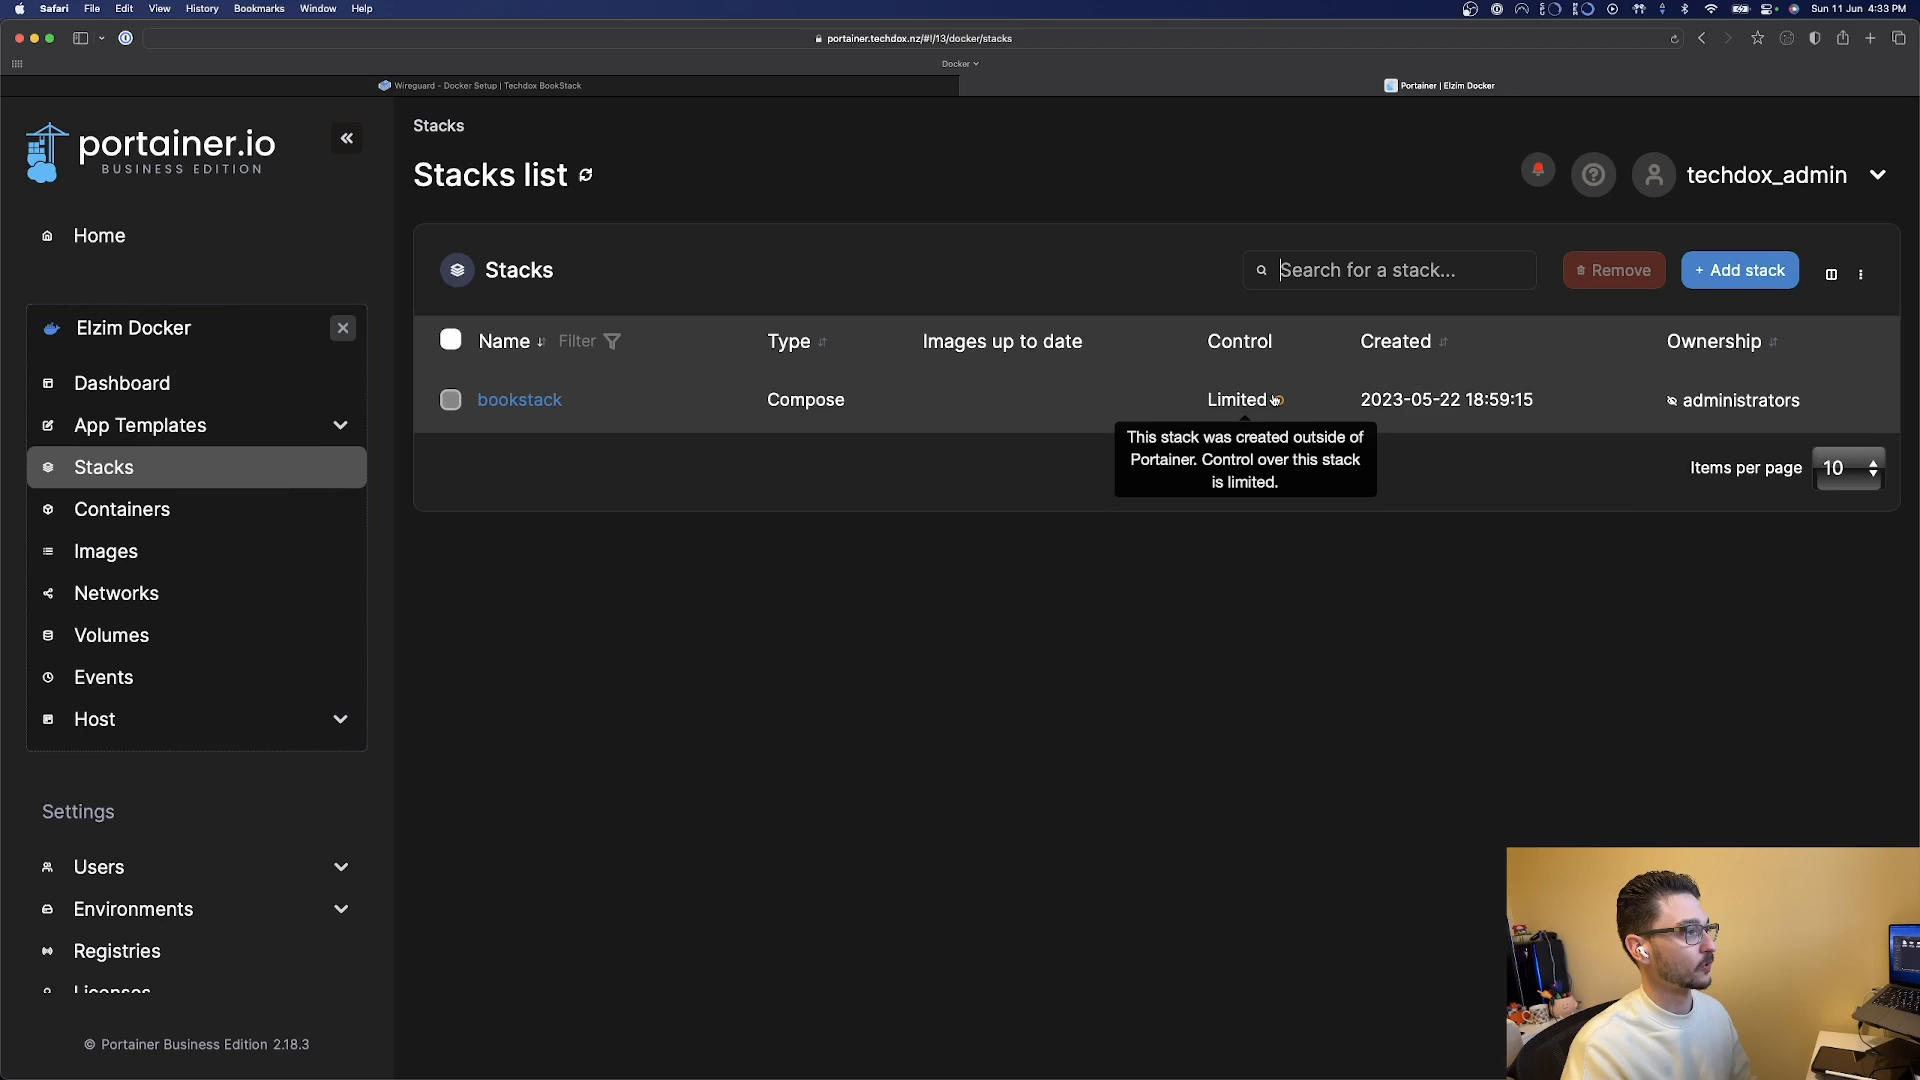 Safari File Edit View History Bookmarks Window Help
Sun 11 Jun 4:33 PM
portainer.techdox.nz/#!/13/docker/stacks
Docker
Wireguard - Docker Setup | Techdox BookStack
Portainer | Elzim Docker
portainer.io
BUSINESS EDITION
Home
Elzim Docker
Dashboard
App Templates
Stacks
Containers
Images
Networks
Volumes
Events
Host
Settings
Users
Environments
Registries
Licenses
© Portainer Business Edition 2.18.3
Stacks
Stacks list
techdox_admin
Stacks
Search for a stack...
Remove
+ Add stack
Name Filter Type Images up to date Control Created Ownership
bookstack Compose Limited 2023-05-22 18:59:15 administrators
This stack was created outside of
Portainer. Control over this stack
is limited.
Items per page 10